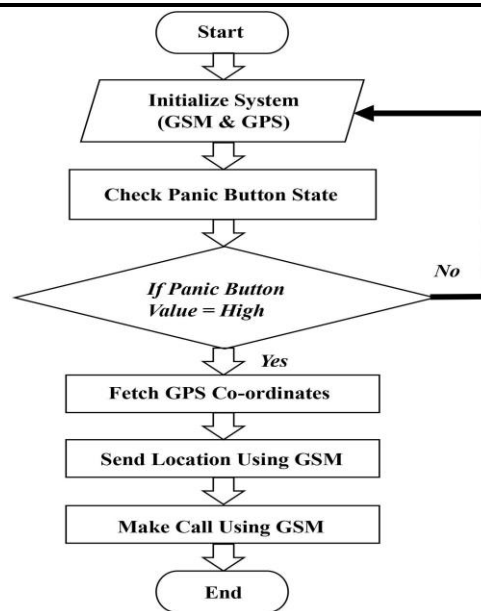 Start
Initialize System
(GSM & GPS)
Check Panic Button State
If Panic Button
Value = High
No
Yes
Fetch GPS Co-ordinates
Send Location Using GSM
Make Call Using GSM
End